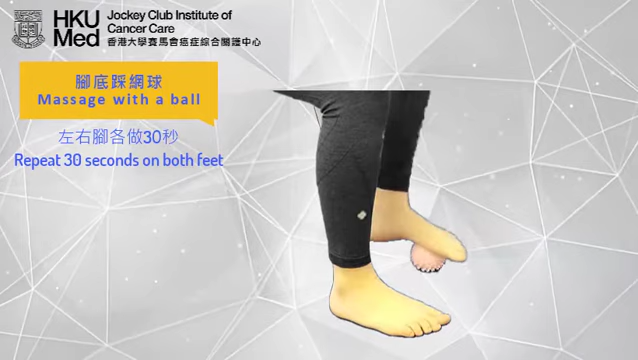 HKU
Med
Jockey Club Institute of
Cancer Care
香港大學賽馬會癌症綜合關護中心
腳底踩網球
Massage with a ball
左右腳各做30秒
Repeat 30 seconds on both feet